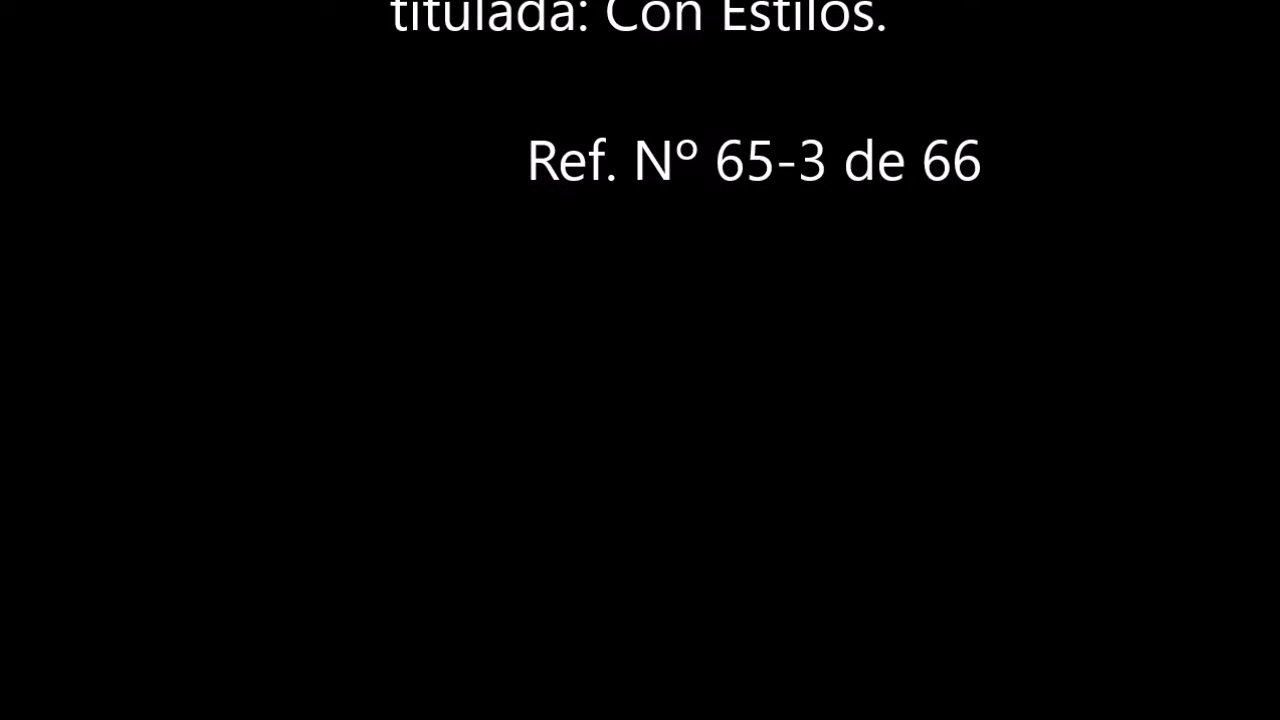 titulada: Con Estilos.
Ref. Nº 65-3 de 66